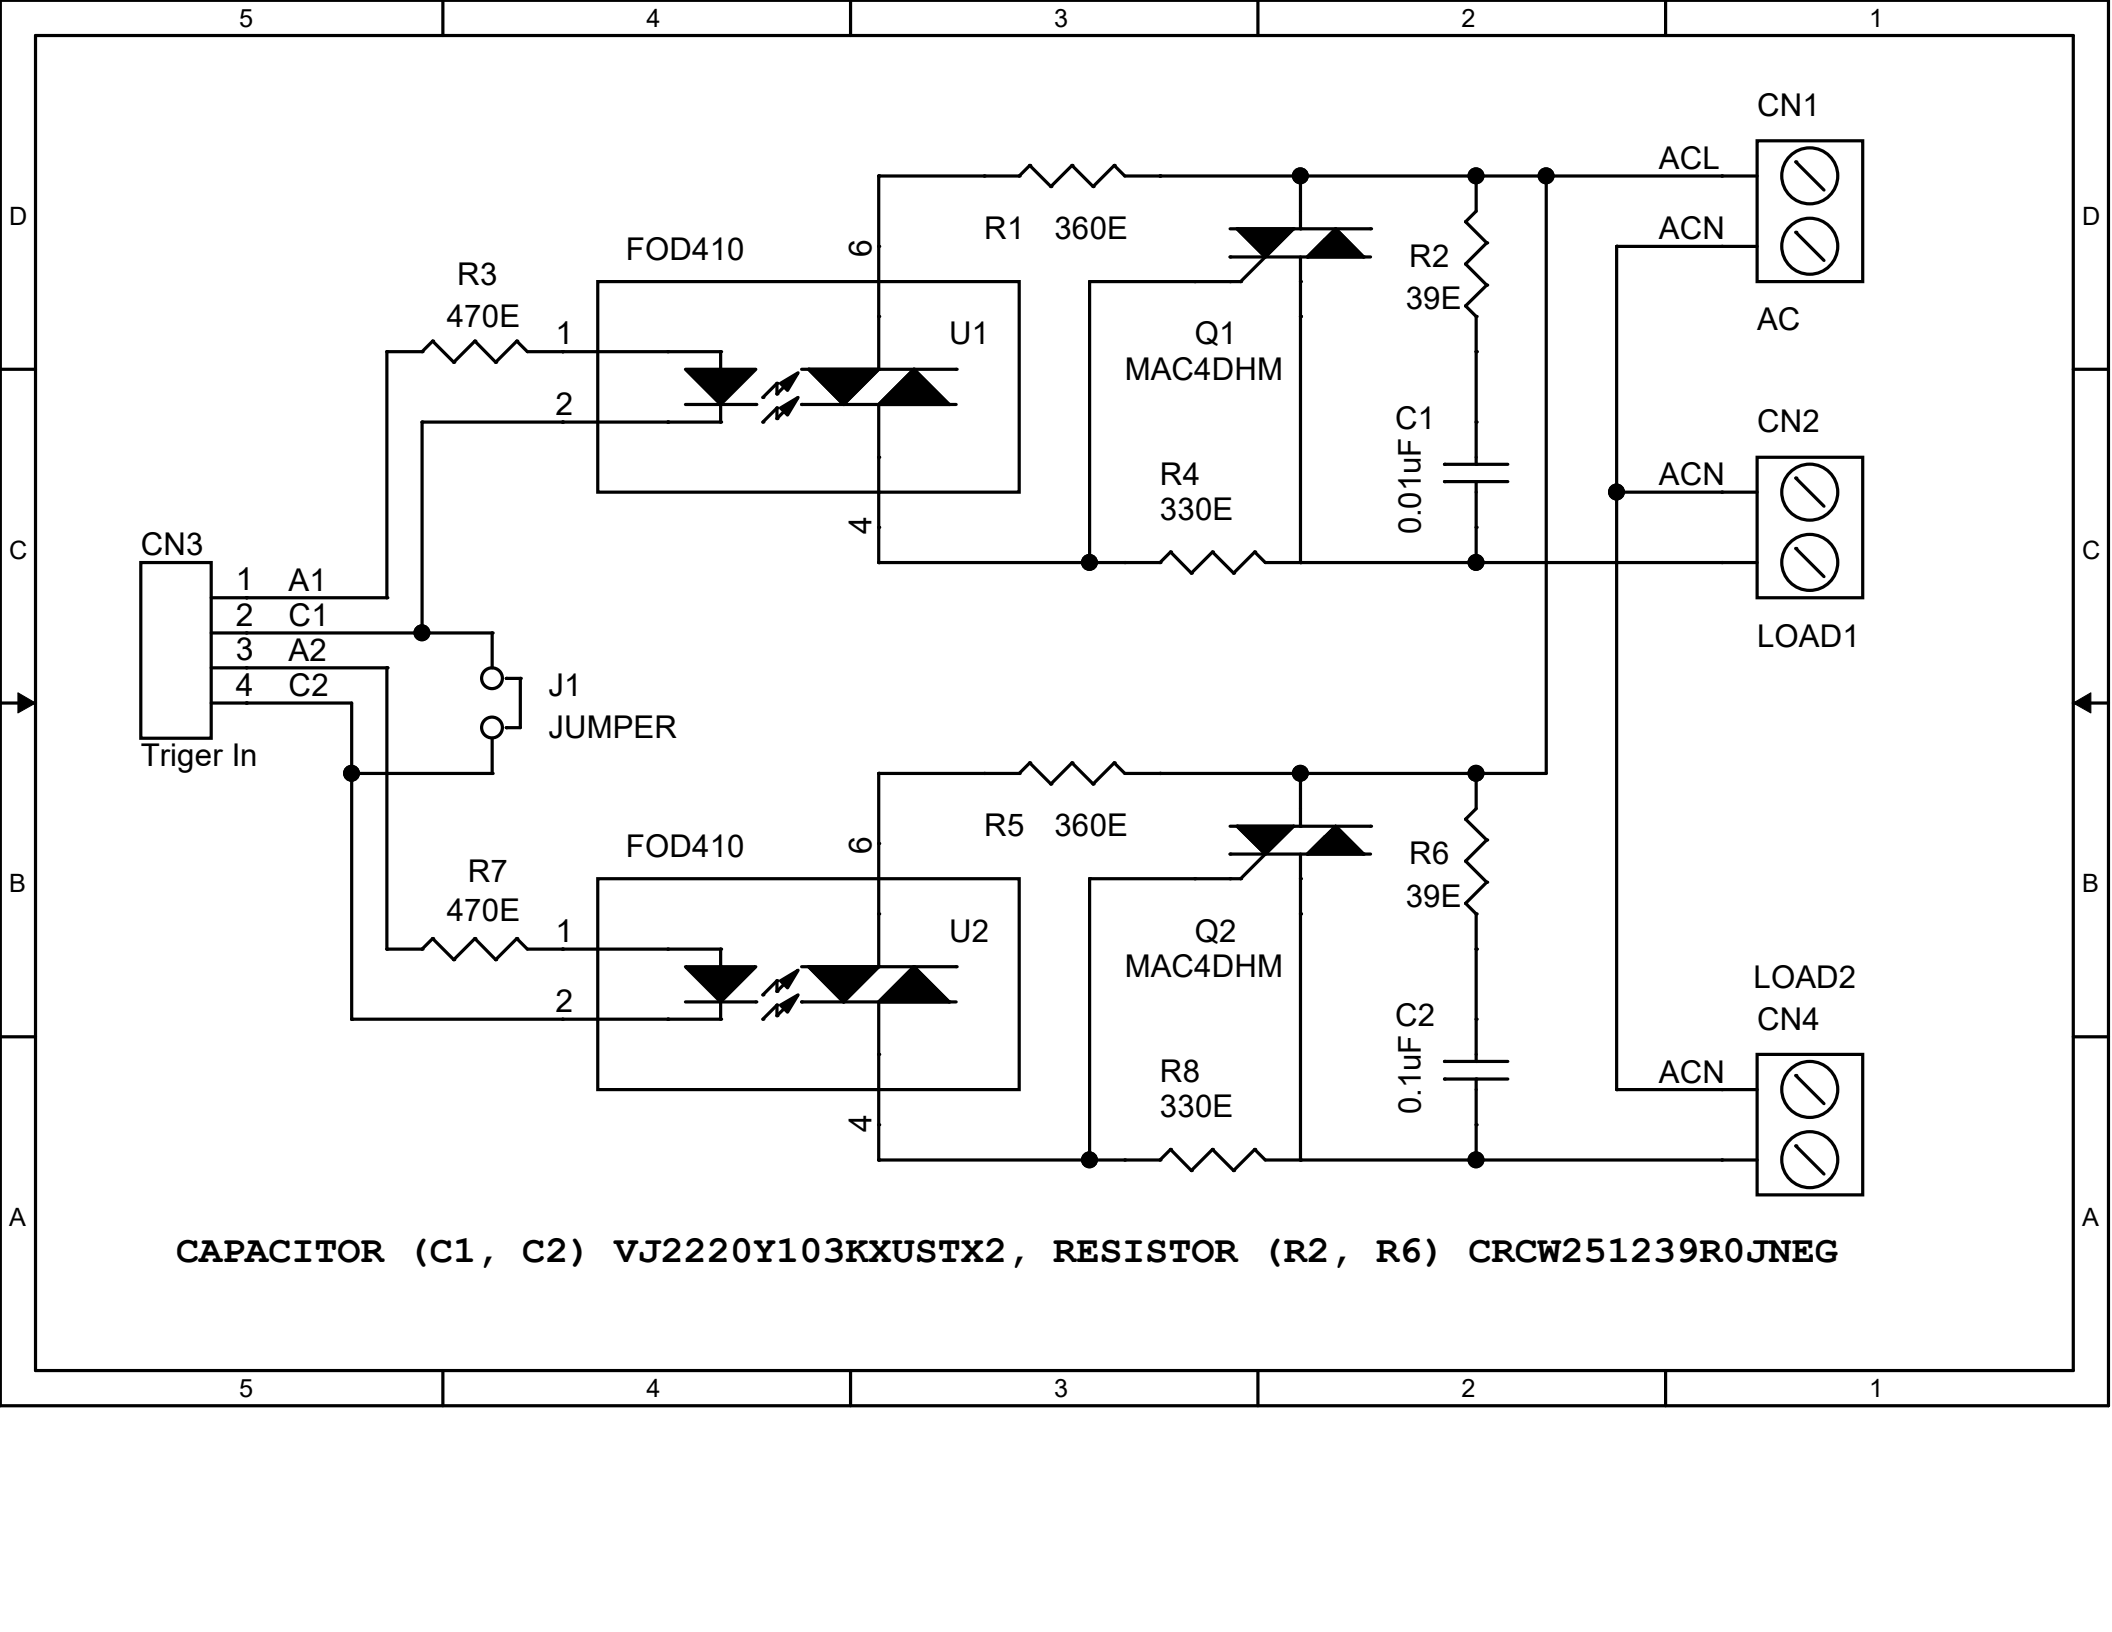 5 4 3 2 1
CN1
ACL
D D
ACN
R1 360E
FOD410
6
R2
39E
R3
470E
AC
1
U1
Q1
MAC4DHM
2
C1
0.01uF
CN2
R4
330E
ACN
4
CN3
C C
1 A1
2 C1
3 A2
4 C2
LOAD1
J1
JUMPER
Triger In
R5 360E
FOD410
6
R6
39E
R7
470E
B B
1
U2
Q2
MAC4DHM
2
LOAD2
CN4
C2
0.1uF
R8
330E
ACN
4
A A
CAPACITOR (C1, C2) VJ2220Y103KXUSTX2, RESISTOR (R2, R6) CRCW251239R0JNEG
5 4 3 2 1